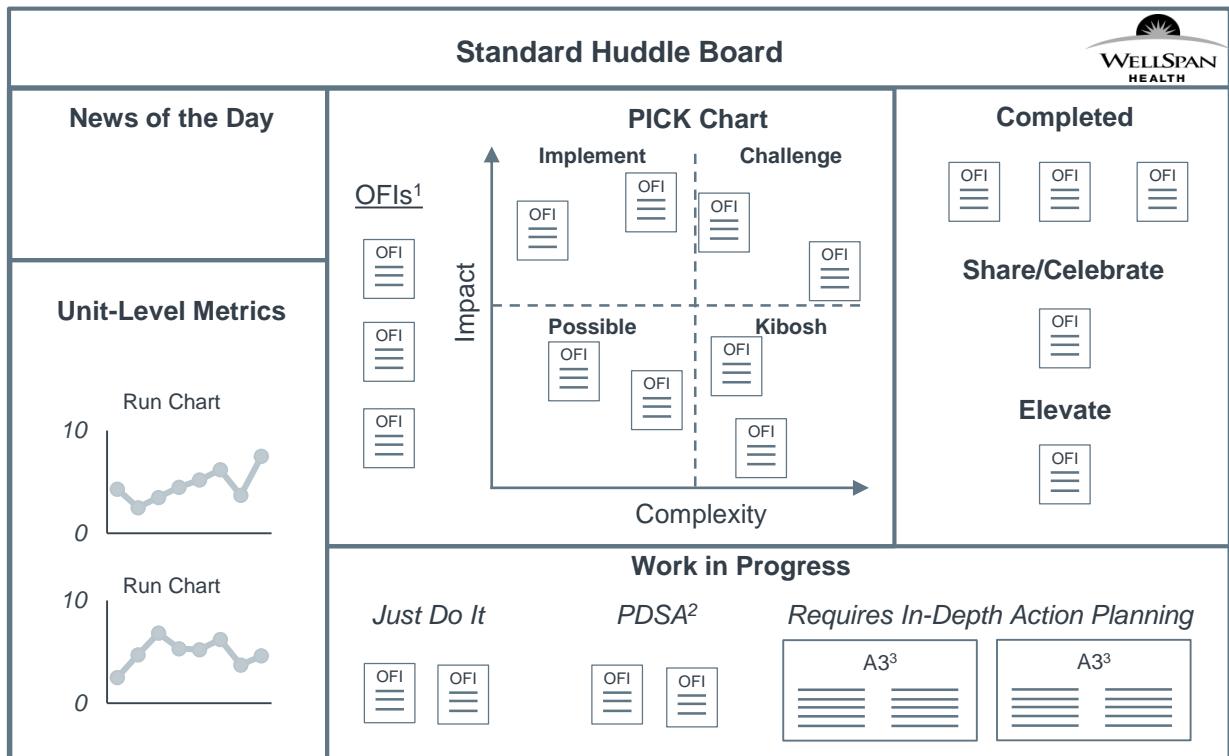 Standard Huddle Board
WELLSPAN
HEALTH
News of the Day
Unit-Level Metrics
Run Chart
10
0
Run Chart
10
0
OFIs¹
OFI
OFI
OFI
PICK Chart
Implement
Challenge
OFI
OFI
OFI
OFI
Impact
Possible
Kibosh
OFI
OFI
OFI
OFI
Complexity
Completed
OFI
OFI
OFI
Share/Celebrate
OFI
Elevate
OFI
Work in Progress
Just Do It
OFI
OFI
PDSA²
OFI
OFI
Requires In-Depth Action Planning
A3³
A3³